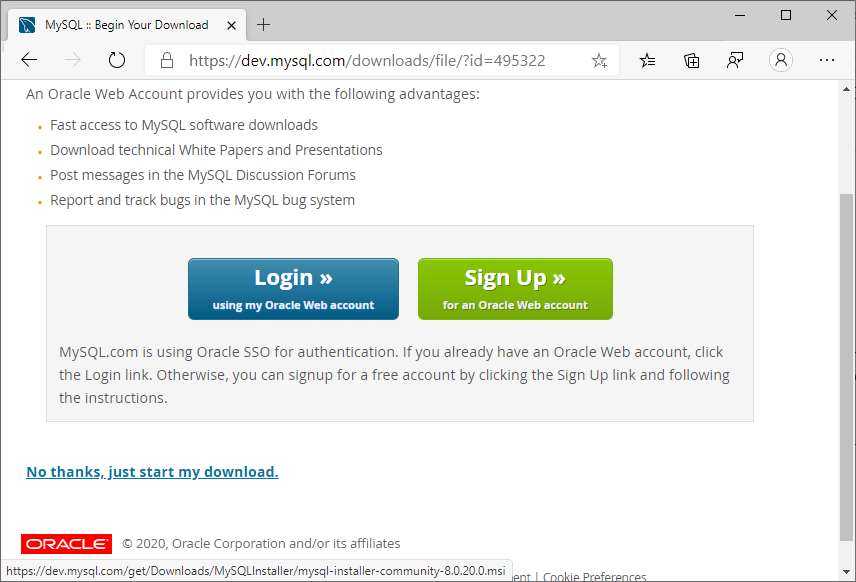 MySQL :: Begin Your Download
https://dev.mysql.com/downloads/file/?id=495322
An Oracle Web Account provides you with the following advantages:
Fast access to MySQL software downloads
Download technical White Papers and Presentations
Post messages in the MySQL Discussion Forums
Report and track bugs in the MySQL bug system
Login »
using my Oracle Web account
Sign Up »
for an Oracle Web account
MySQL.com is using Oracle SSO for authentication. If you already have an Oracle Web account, click
the Login link. Otherwise, you can signup for a free account by clicking the Sign Up link and following
the instructions.
No thanks, just start my download.
ORACLE © 2020, Oracle Corporation and/or its affiliates
https://dev.mysql.com/get/Downloads/MySQLInstaller/mysql-installer-community-8.0.20.0.msi
| Cookie Preferences